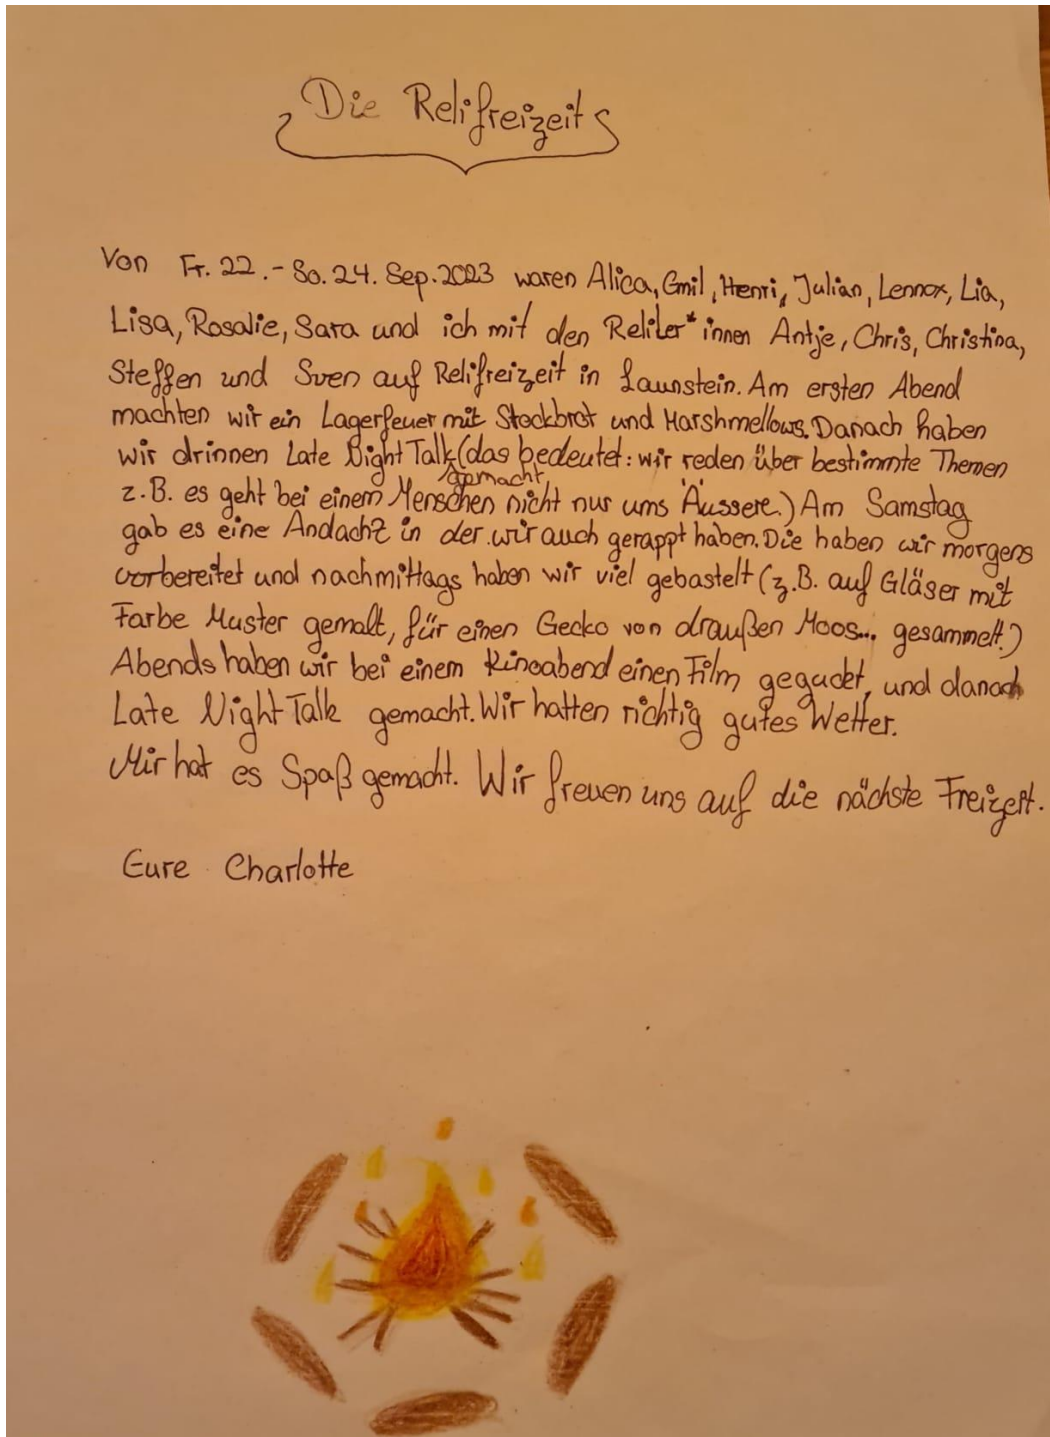 Die Relifreizeit
Von Fr. 22.- So. 24. Sep. 2023 waren Alica, Emil, Henri, Julian, Lennox, Lia,
Lisa, Rosalie, Sara und ich mit den Reliler*innen Antje, Chris, Christina,
Steffen und Sven auf Relifreizeit in Launstein. Am ersten Abend
machten wir ein Lagerfeuer mit Stockbrot und Marshmellows. Danach haben
wir drinnen Late Night Talk (das bedeutet: wir reden über bestimmte Themen
gemacht
z.B. es geht bei einem Menschen nicht nur ums Äussere.) Am Samstag
gab es eine Andacht in der wir auch gerappt haben. Die haben wir morgens
vorbereitet und nachmittags haben wir viel gebastelt (z.B. auf Gläser mit
Farbe Muster gemalt, für einen Gecko von draußen Moos... gesammelt.)
Abends haben wir bei einem Kinoabend einen Film geguckt, und danach
Late Night Talk gemacht. Wir hatten richtig gutes Wetter.
Mir hat es Spaß gemacht. Wir freuen uns auf die nächste Freizeit.
Eure Charlotte